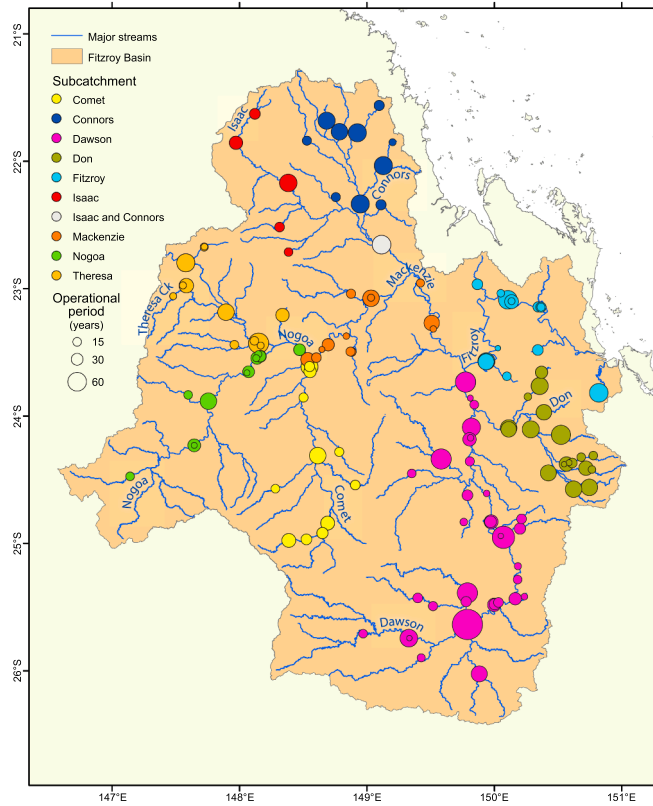 21°S
22°S
23°S
24°S
25°S
26°S
147°E
148°E
149°E
150°E
151°E
Major streams
Fitzroy Basin
Subcatchment
Comet
Connors
Dawson
Don
Fitzroy
Isaac
Isaac and Connors
Mackenzie
Nogoa
Theresa
Operational
period
(years)
15
30
60
Isaac
Connors
Mackenzie
Theresa Ck
Nogoa
Fitzroy
Don
Nogoa
Comet
Dawson